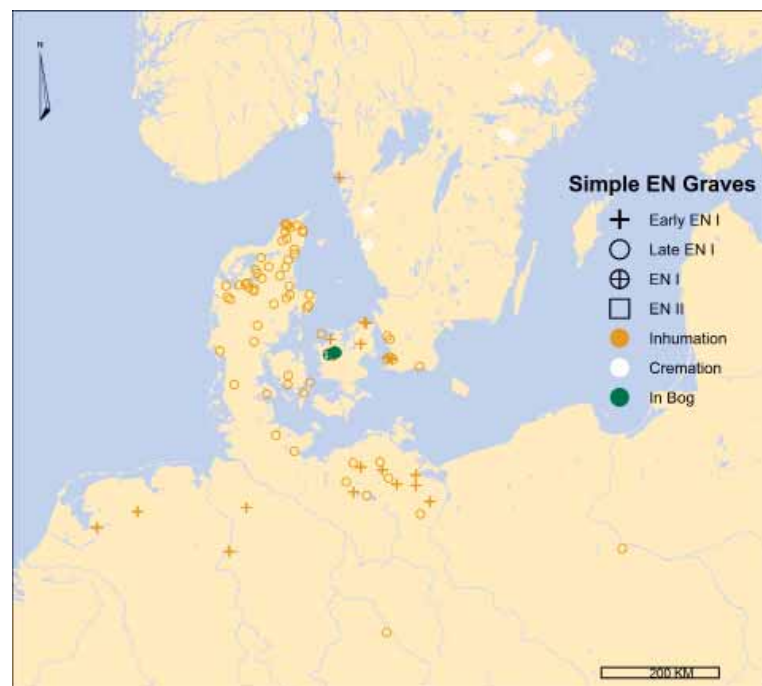 N
Simple EN Graves
Early EN I
Late EN I
EN I
EN II
Inhumation
Cremation
In Bog
200 KM